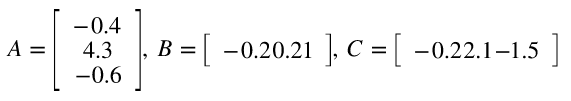 A = [ −0.4 4.3 −0.6 ], B = [ −0.20.21 ], C = [ −0.22.1−1.5 ]